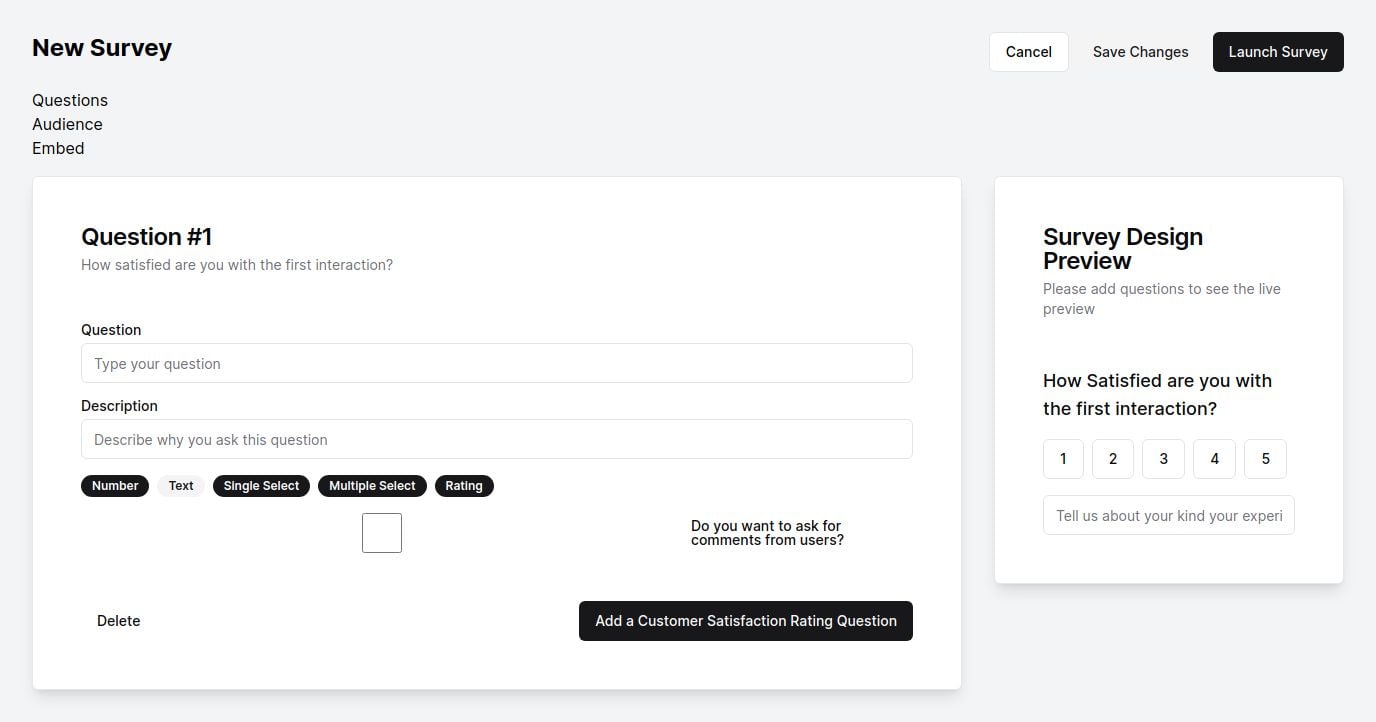 New Survey
Cancel
Save Changes
Launch Survey
Questions
Audience
Embed
Question #1
How satisfied are you with the first interaction?
Question
Type your question
Description
Describe why you ask this question
Number
Text
Single Select
Multiple Select
Rating
Do you want to ask for
comments from users?
Delete
Add a Customer Satisfaction Rating Question
Survey Design
Preview
Please add questions to see the live
preview
How Satisfied are you with
the first interaction?
1
2
3
4
5
Tell us about your kind your experi